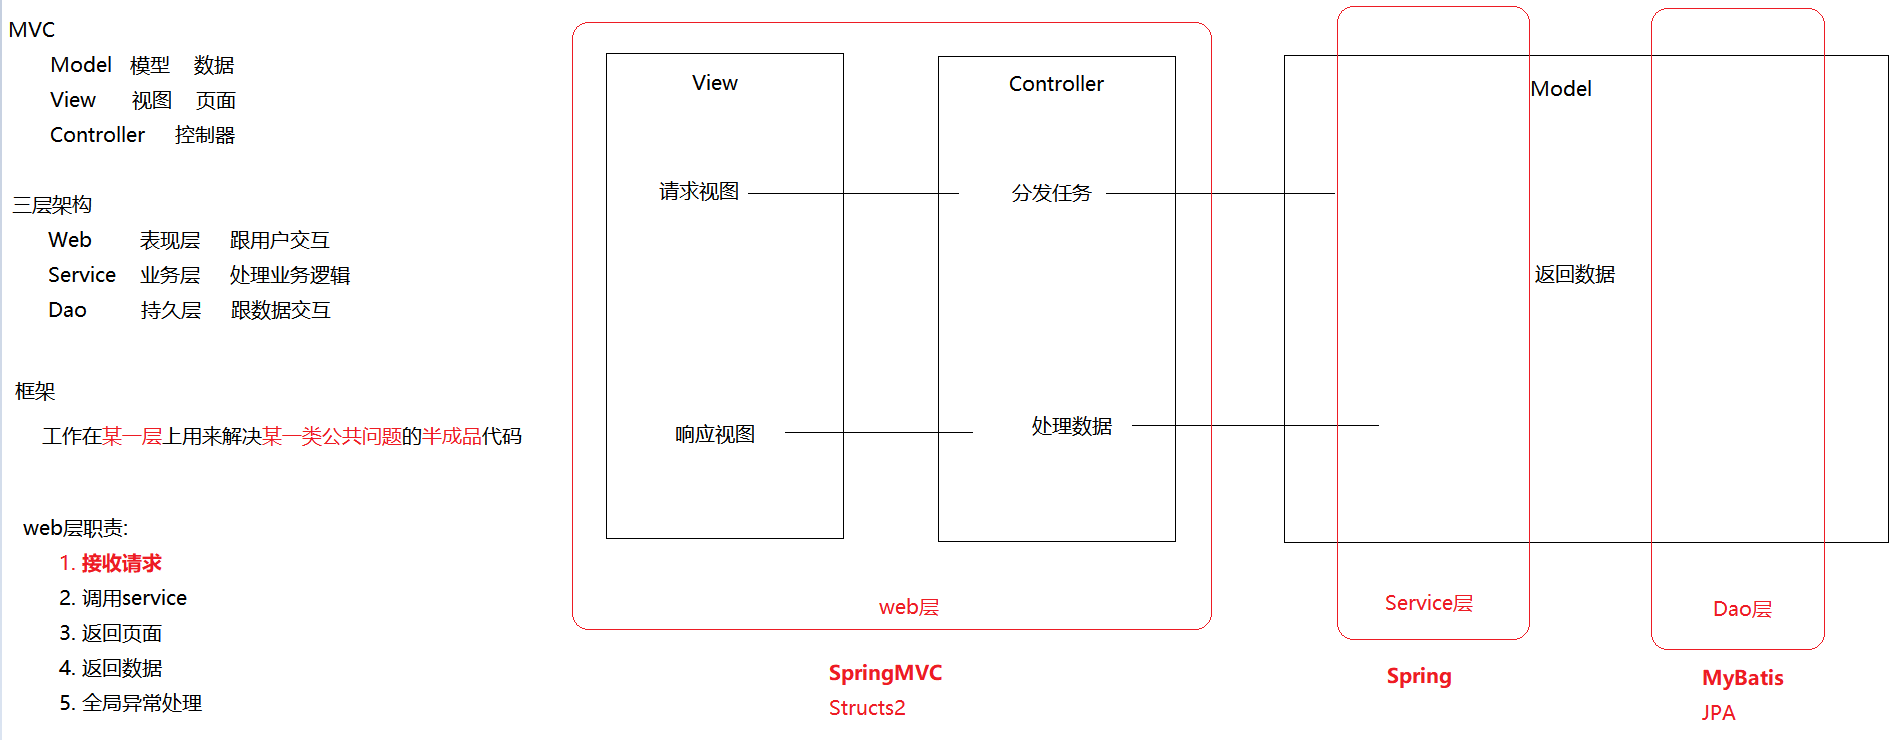 MVC
Model 模型 数据
View 视图 页面
Controller 控制器
三层架构
Web 表现层 跟用户交互
Service 业务层 处理业务逻辑
Dao 持久层 跟数据交互
框架
工作在某一层上用来解决某一类公共问题的半成品代码
web层职责:
1. 接收请求
2. 调用service
3. 返回页面
4. 返回数据
5. 全局异常处理
View
请求视图
响应视图
Controller
分发任务
处理数据
web层
SpringMVC
Structs2
Model
返回数据
Service层
Spring
Dao层
MyBatis
JPA